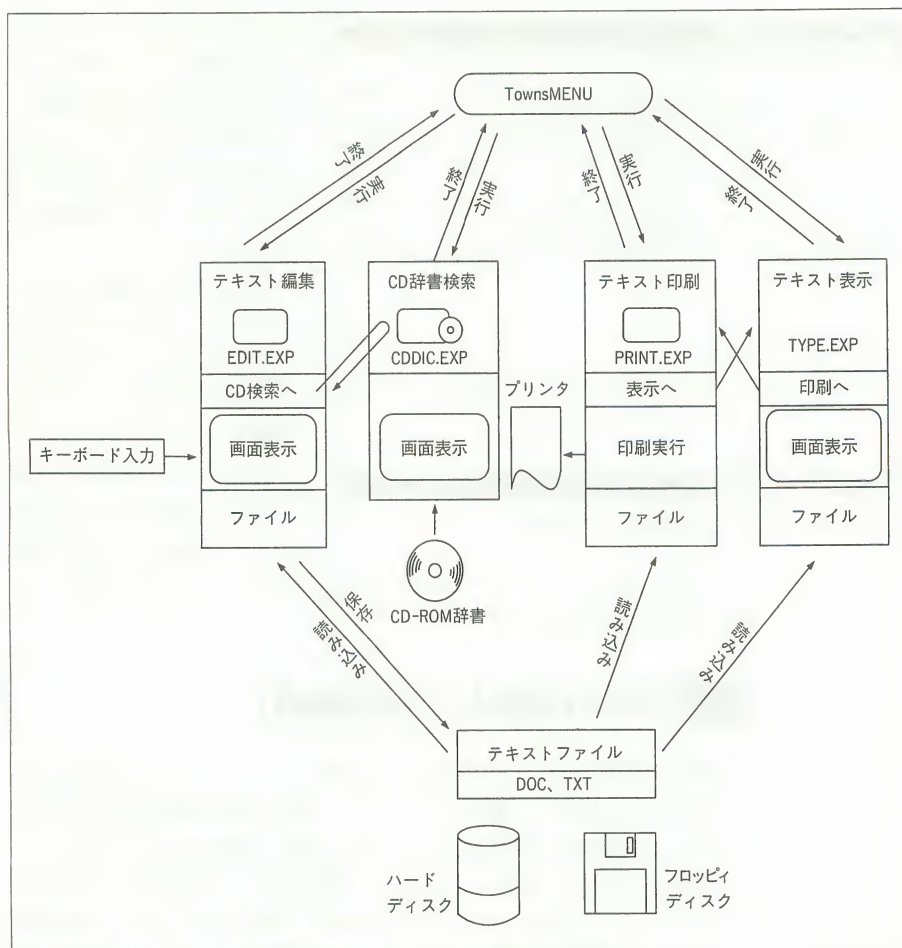 TownsMENU
終了
実行
終了
実行
終了
実行
実行
終了
テキスト編集
EDIT.EXP
CD検索へ
画面表示
ファイル
CD辞書検索
CDDIC.EXP
画面表示
テキスト印刷
PRINT.EXP
表示へ
印刷実行
ファイル
テキスト表示
TYPE.EXP
印刷へ
画面表示
ファイル
キーボード入力
プリンタ
CD-ROM辞書
保存
読み込み
読み込み
読み込み
テキストファイル
DOC、TXT
ハード
ディスク
フロッピィ
ディスク